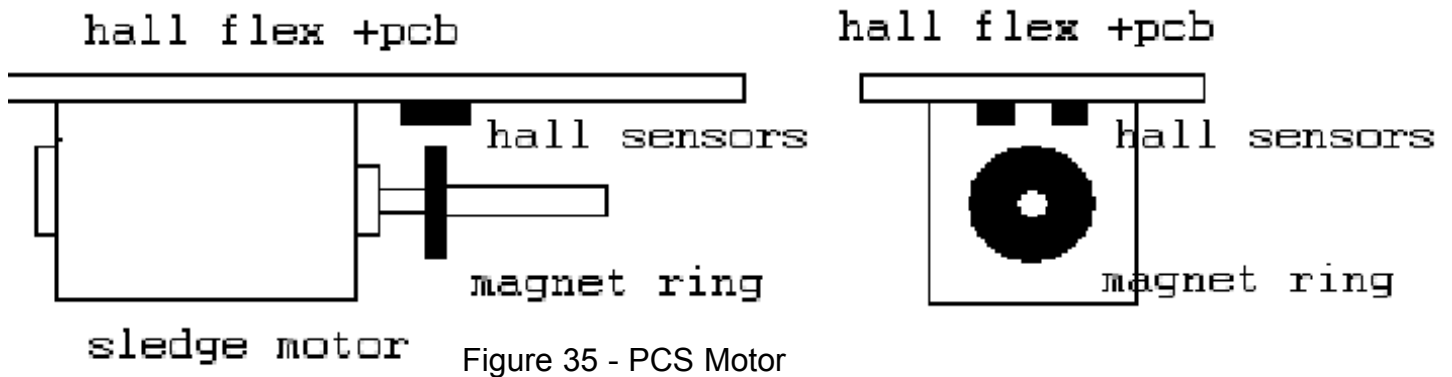 hall flex +pcb
hall sensors
magnet ring
sledge motor
hall flex +pcb
hall sensors
magnet ring
Figure 35 - PCS Motor